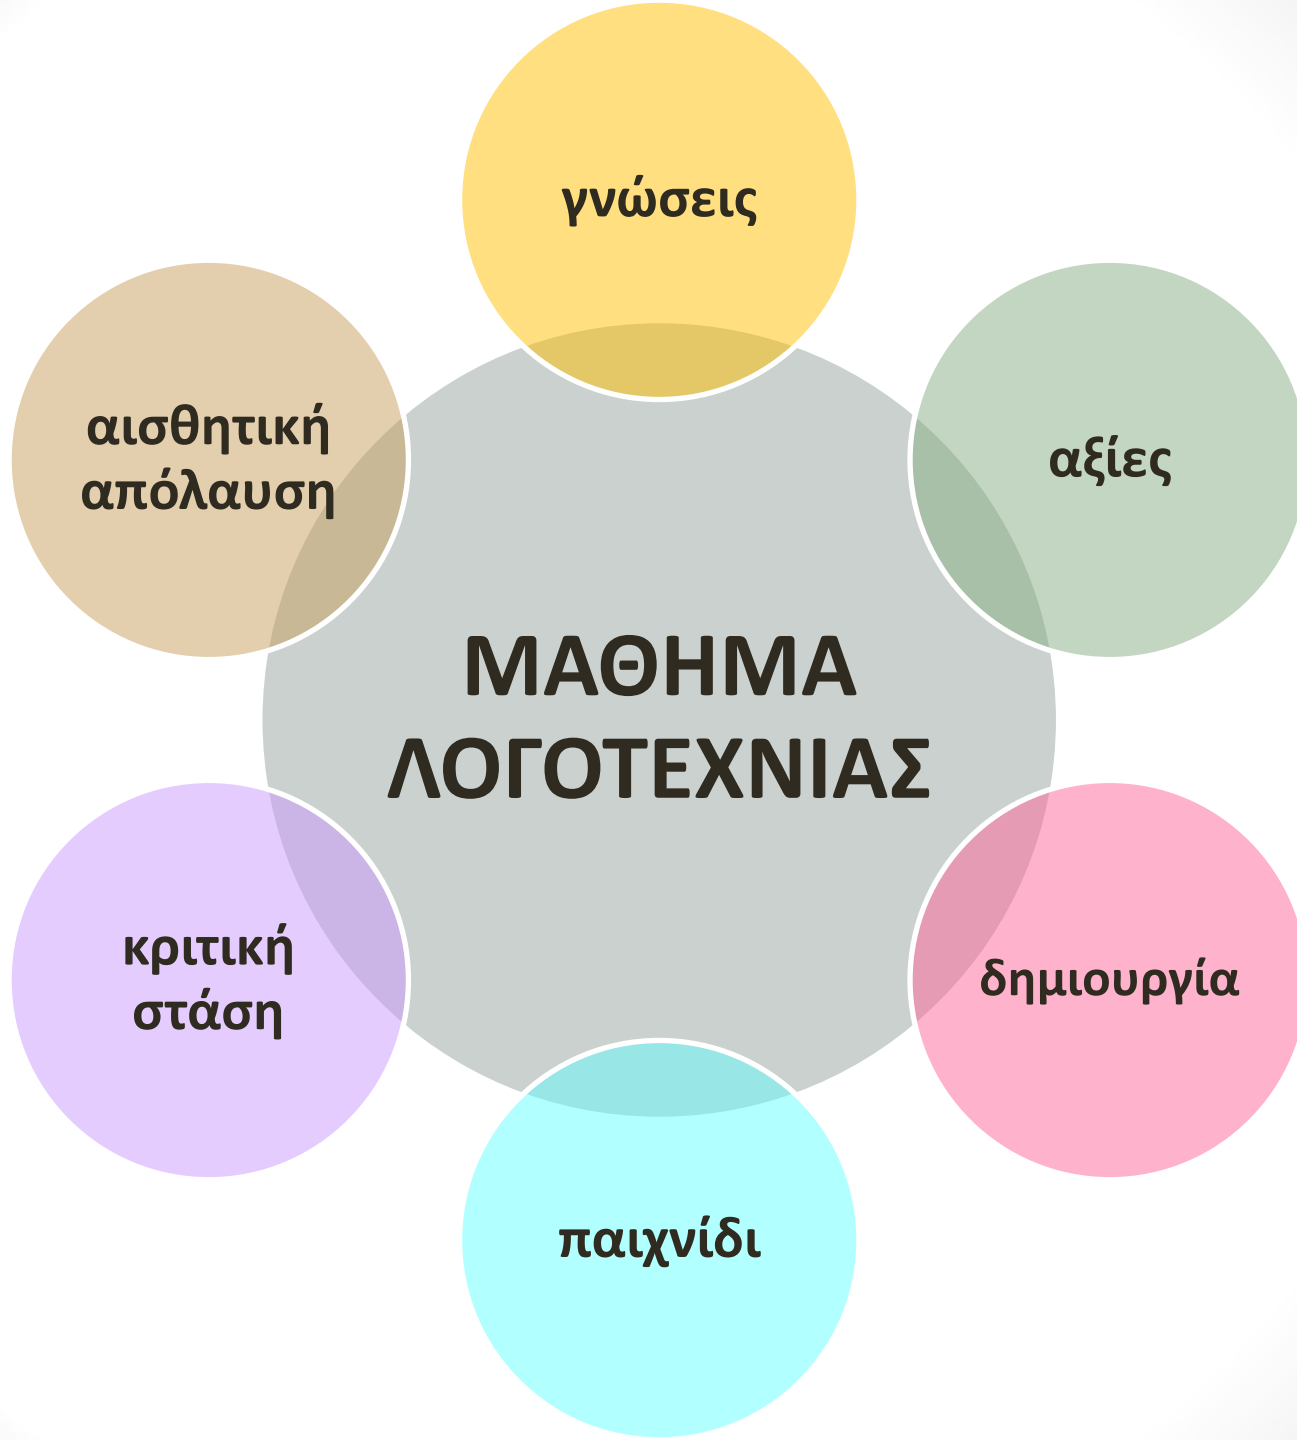 γνώσεις
αξίες
δημιουργία
παιχνίδι
κριτική
στάση
αισθητική
απόλαυση
ΜΑΘΗΜΑ
ΛΟΓΟΤΕΧΝΙΑΣ